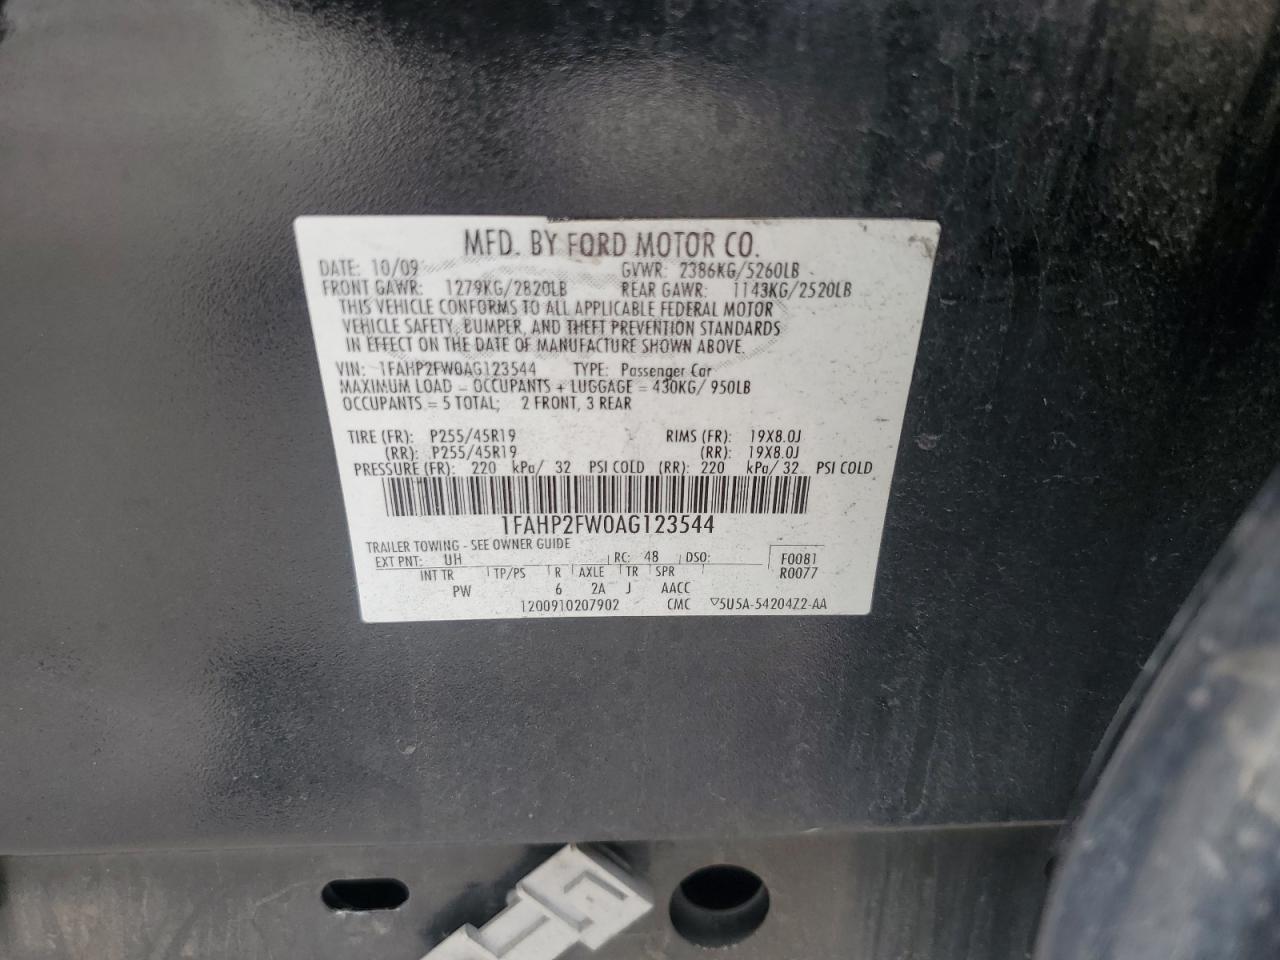 MFD. BY FORD MOTOR CO.
DATE: 10/09 GVWR: 2386KG/5260LB
FRONT GAWR: 1279KG/2820LB REAR GAWR: 1143KG/2520LB
THIS VEHICLE CONFORMS TO ALL APPLICABLE FEDERAL MOTOR
VEHICLE SAFETY, BUMPER, AND THEFT PREVENTION STANDARDS
IN EFFECT ON THE DATE OF MANUFACTURE SHOWN ABOVE.
VIN: 1FAHP2FW0AG123544 TYPE: Passenger Car
MAXIMUM LOAD = OCCUPANTS + LUGGAGE = 430KG/ 950LB
OCCUPANTS = 5 TOTAL; 2 FRONT, 3 REAR
TIRE (FR): P255/45R19 RIMS (FR): 19X8.0J
(RR): P255/45R19 (RR): 19X8.0J
PRESSURE (FR): 220 kPa/ 32 PSI COLD (RR): 220 kPa/ 32 PSI COLD
1FAHP2FW0AG123544
TRAILER TOWING - SEE OWNER GUIDE
EXT PNT: UH RC: 48 DSO: F0081
INT TR TP/PS R AXLE TR SPR R0077
PW 6 2A J AACC
1200910207902 CMC ▽5U5A-5420472-AA